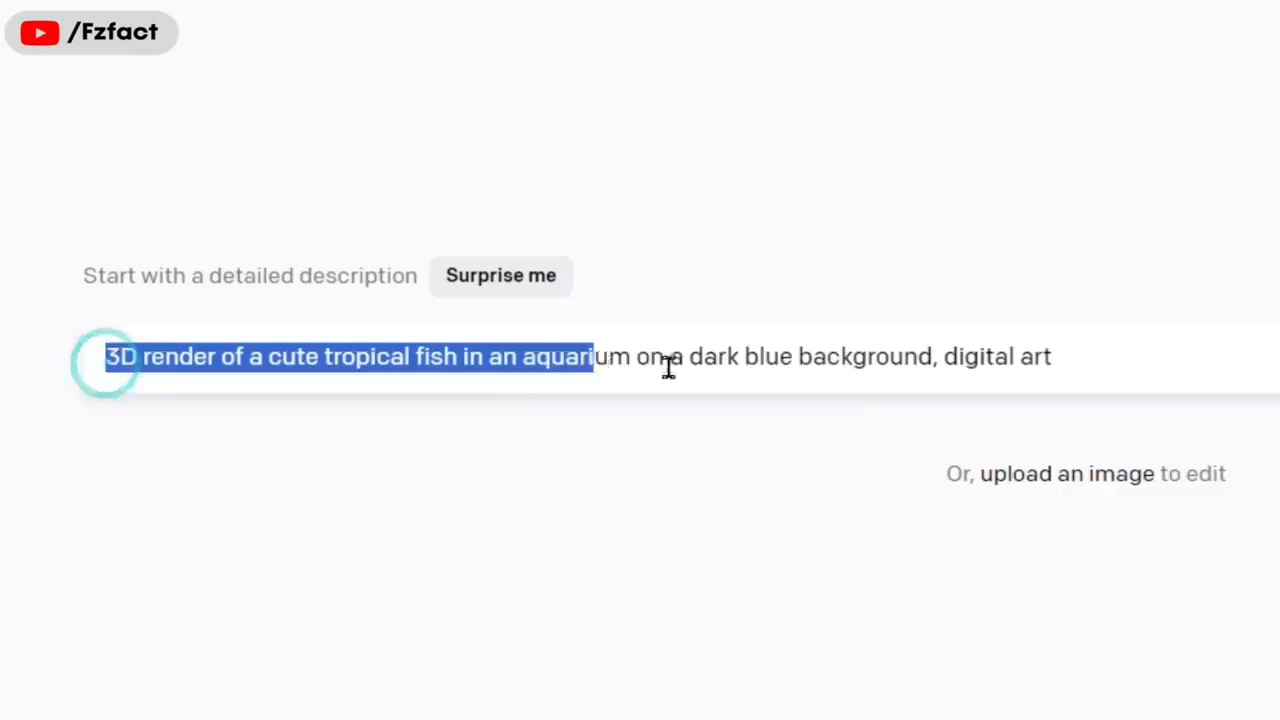 /Fzfact
Start with a detailed description Surprise me
3D render of a cute tropical fish in an aquarium on a dark blue background, digital art
Or, upload an image to edit